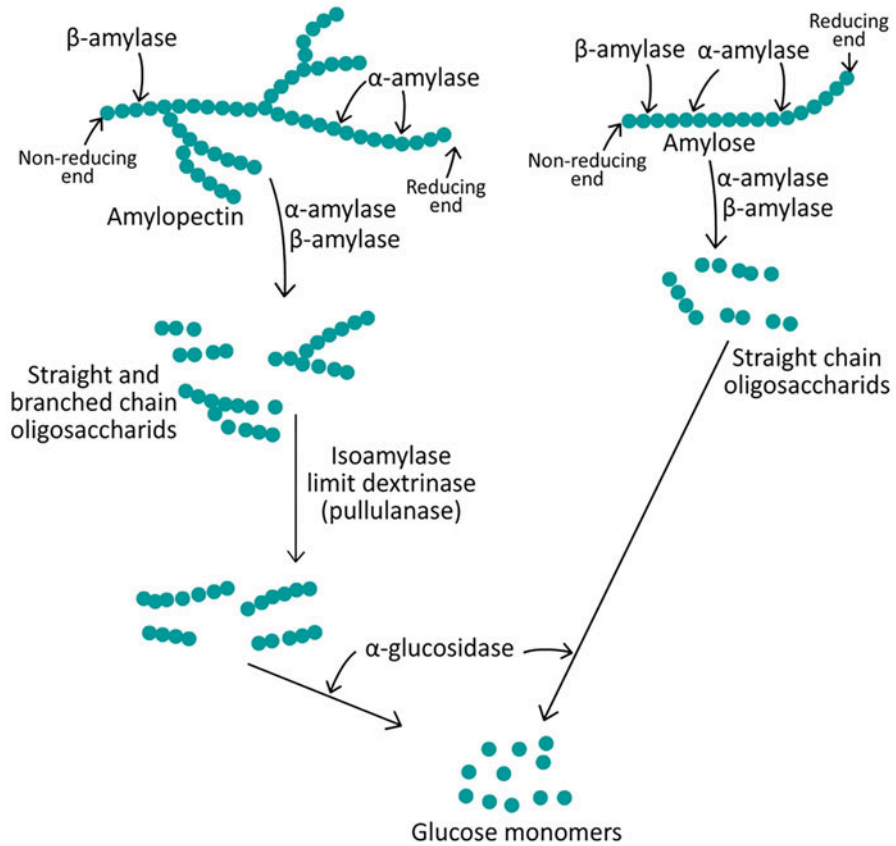 β-amylase
α-amylase
Non-reducing
end
Reducing
end
Amylopectin
α-amylase
β-amylase
Straight and
branched chain
oligosaccharids
Isoamylase
limit dextrinase
(pullulanase)
β-amylase
α-amylase
Reducing
end
Non-reducing
end
Amylose
α-amylase
β-amylase
Straight chain
oligosaccharids
α-glucosidase
Glucose monomers